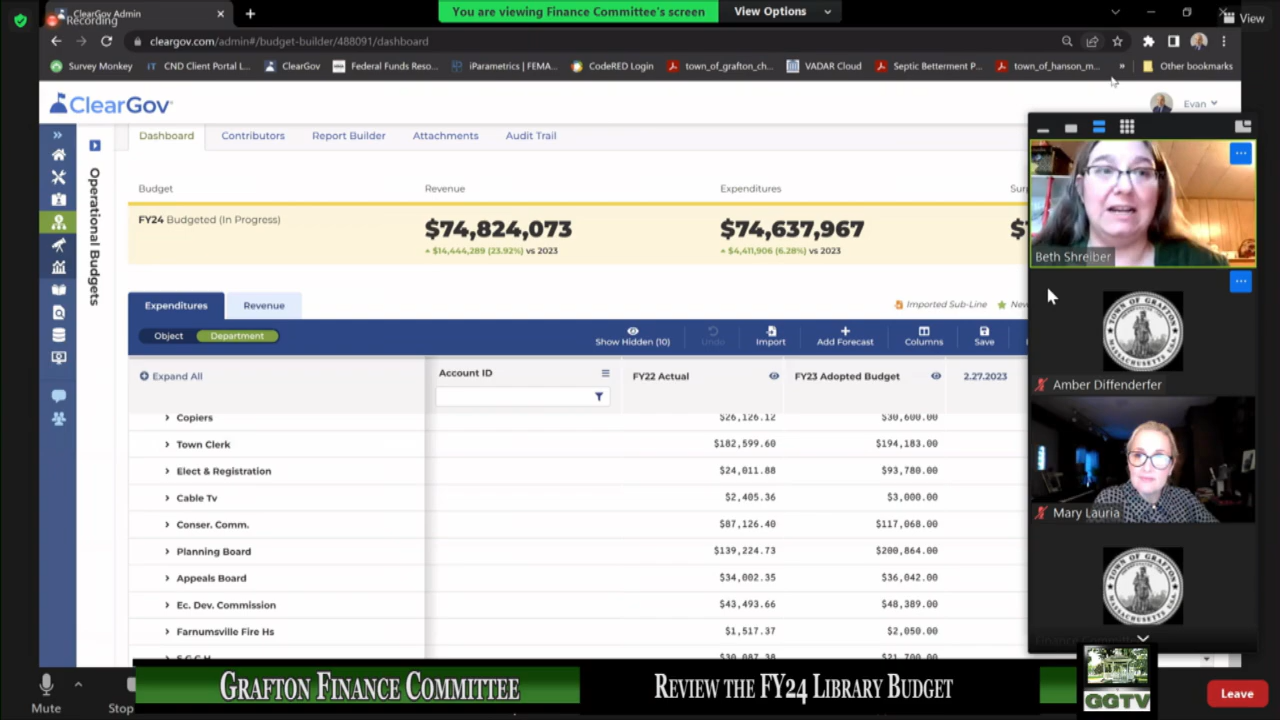 ClearGov Admin
Recording
You are viewing Finance Committee's screen
View Options
View
cleargov.com/admin#/budget-builder/488091/dashboard
Survey Monkey
CND Client Portal L...
ClearGov
Federal Funds Reso...
iParametrics | FEMA...
CodeRED Login
town_of_grafton_ch...
VADAR Cloud
Septic Betterment P...
town_of_hanson_m...
»
Other bookmarks
ClearGov
Evan
Dashboard
Contributors
Report Builder
Attachments
Audit Trail
Operational Budgets
Budget
Revenue
Expenditures
FY24 Budgeted (In Progress)
$74,824,073
$74,637,967
$14,444,289 (23.92%) vs 2023
$4,411,906 (6.28%) vs 2023
Expenditures
Revenue
Imported Sub-Line
Object
Department
Show Hidden (10)
Undo
Import
Add Forecast
Columns
Save
Expand All
Account ID
FY22 Actual
FY23 Adopted Budget
2.27.2023
Copiers $26,126.12 $30,600.00
Town Clerk $182,599.60 $194,183.00
Elect & Registration $24,011.88 $93,780.00
Cable Tv $2,405.36 $3,000.00
Conser. Comm. $87,126.40 $117,068.00
Planning Board $139,224.73 $200,864.00
Appeals Board $34,002.35 $36,042.00
Ec. Dev. Commission $43,493.66 $48,389.00
Farnumsville Fire Hs $1,517.37 $2,050.00
S.G.C.H. $30,087.38 $21,700.00
Beth Shreiber
Amber Diffenderfer
Mary Lauria
Finance Committe
Mute
Stop
GRAFTON FINANCE COMMITTEE
REVIEW THE FY24 LIBRARY BUDGET
GGTV
Leave